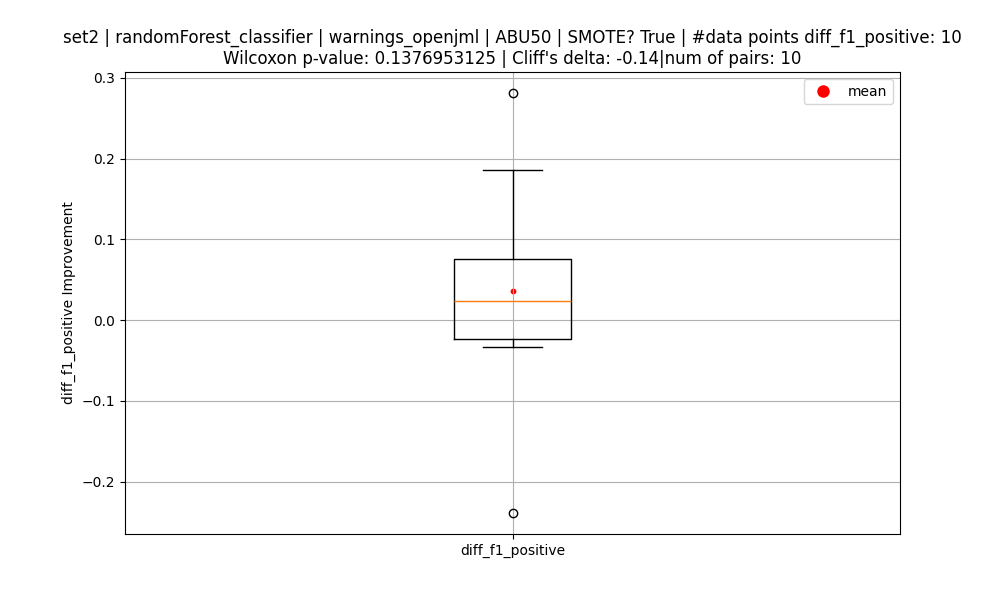 set2 | randomForest_classifier | warnings_openjml | ABU50 | SMOTE? True | #data points diff_f1_positive: 10
Wilcoxon p-value: 0.1376953125 | Cliff's delta: -0.14|num of pairs: 10
mean
0.3
0.2
0.1
0.0
−0.1
−0.2
diff_f1_positive Improvement
diff_f1_positive